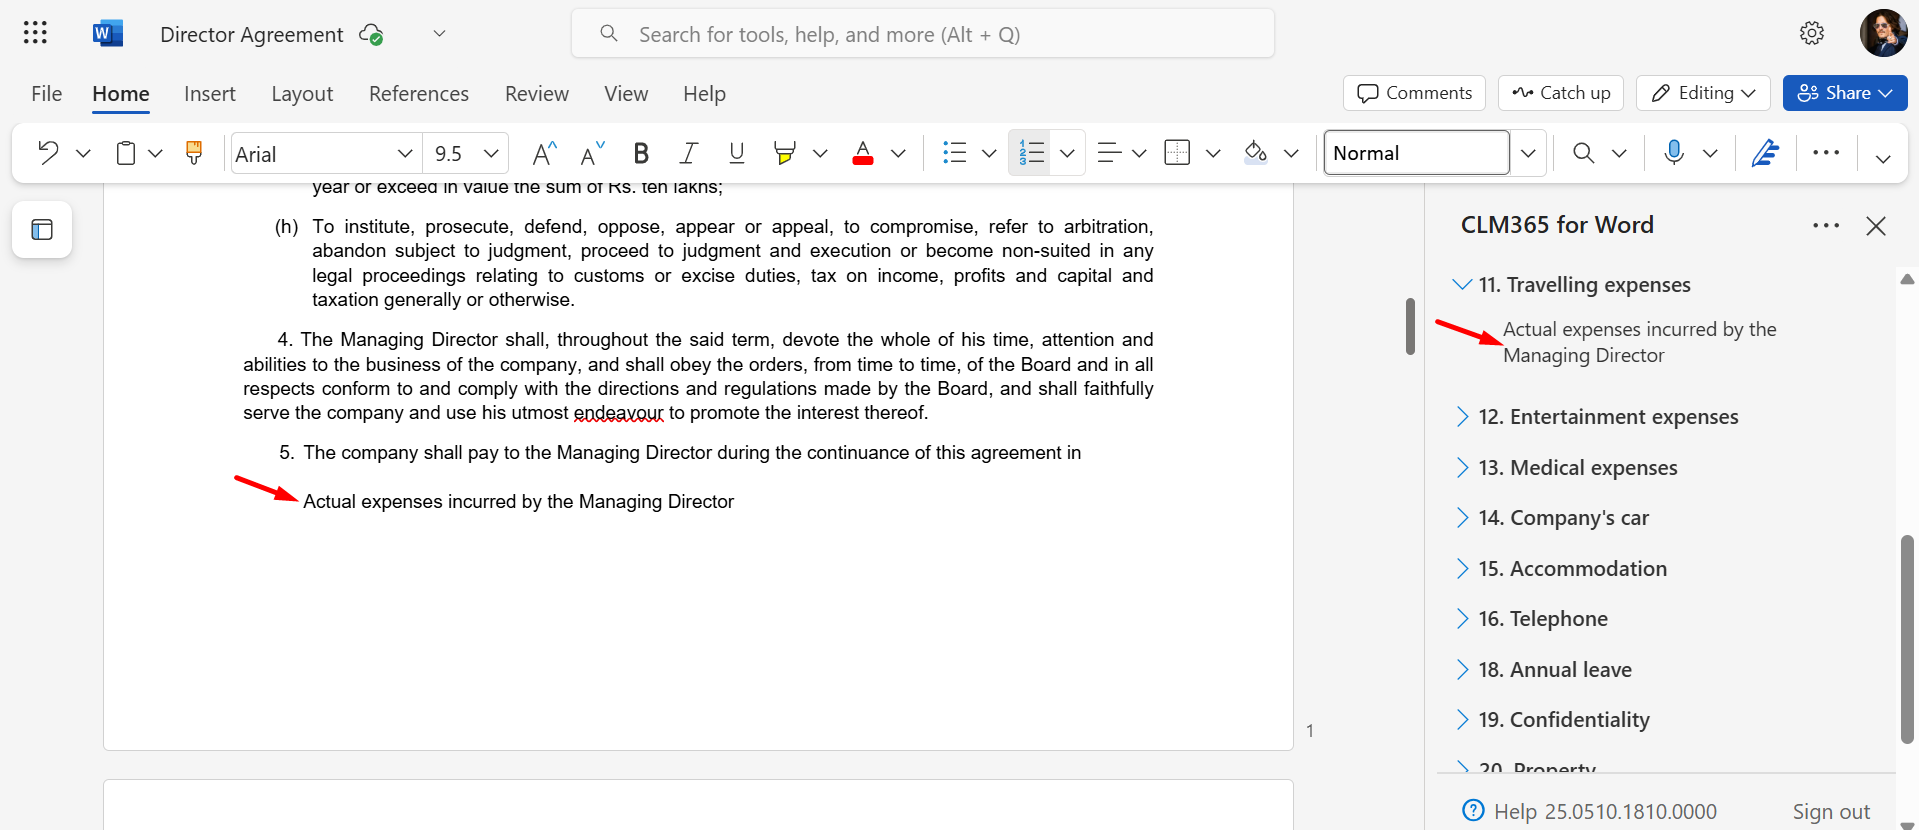 W Director Agreement
Search for tools, help, and more (Alt + Q)
File Home Insert Layout References Review View Help
Comments Catch up Editing Share
Arial 9.5 A A B I U A 1 2 3 Normal
year or exceed in value the sum of Rs. ten lakhs;
(h) To institute, prosecute, defend, oppose, appear or appeal, to compromise, refer to arbitration,
abandon subject to judgment, proceed to judgment and execution or become non-suited in any
legal proceedings relating to customs or excise duties, tax on income, profits and capital and
taxation generally or otherwise.
4. The Managing Director shall, throughout the said term, devote the whole of his time, attention and
abilities to the business of the company, and shall obey the orders, from time to time, of the Board and in all
respects conform to and comply with the directions and regulations made by the Board, and shall faithfully
serve the company and use his utmost endeavour to promote the interest thereof.
5. The company shall pay to the Managing Director during the continuance of this agreement in
Actual expenses incurred by the Managing Director
1
CLM365 for Word
11. Travelling expenses
Actual expenses incurred by the
Managing Director
12. Entertainment expenses
13. Medical expenses
14. Company's car
15. Accommodation
16. Telephone
18. Annual leave
19. Confidentiality
20. Property
Help 25.0510.1810.0000
Sign out